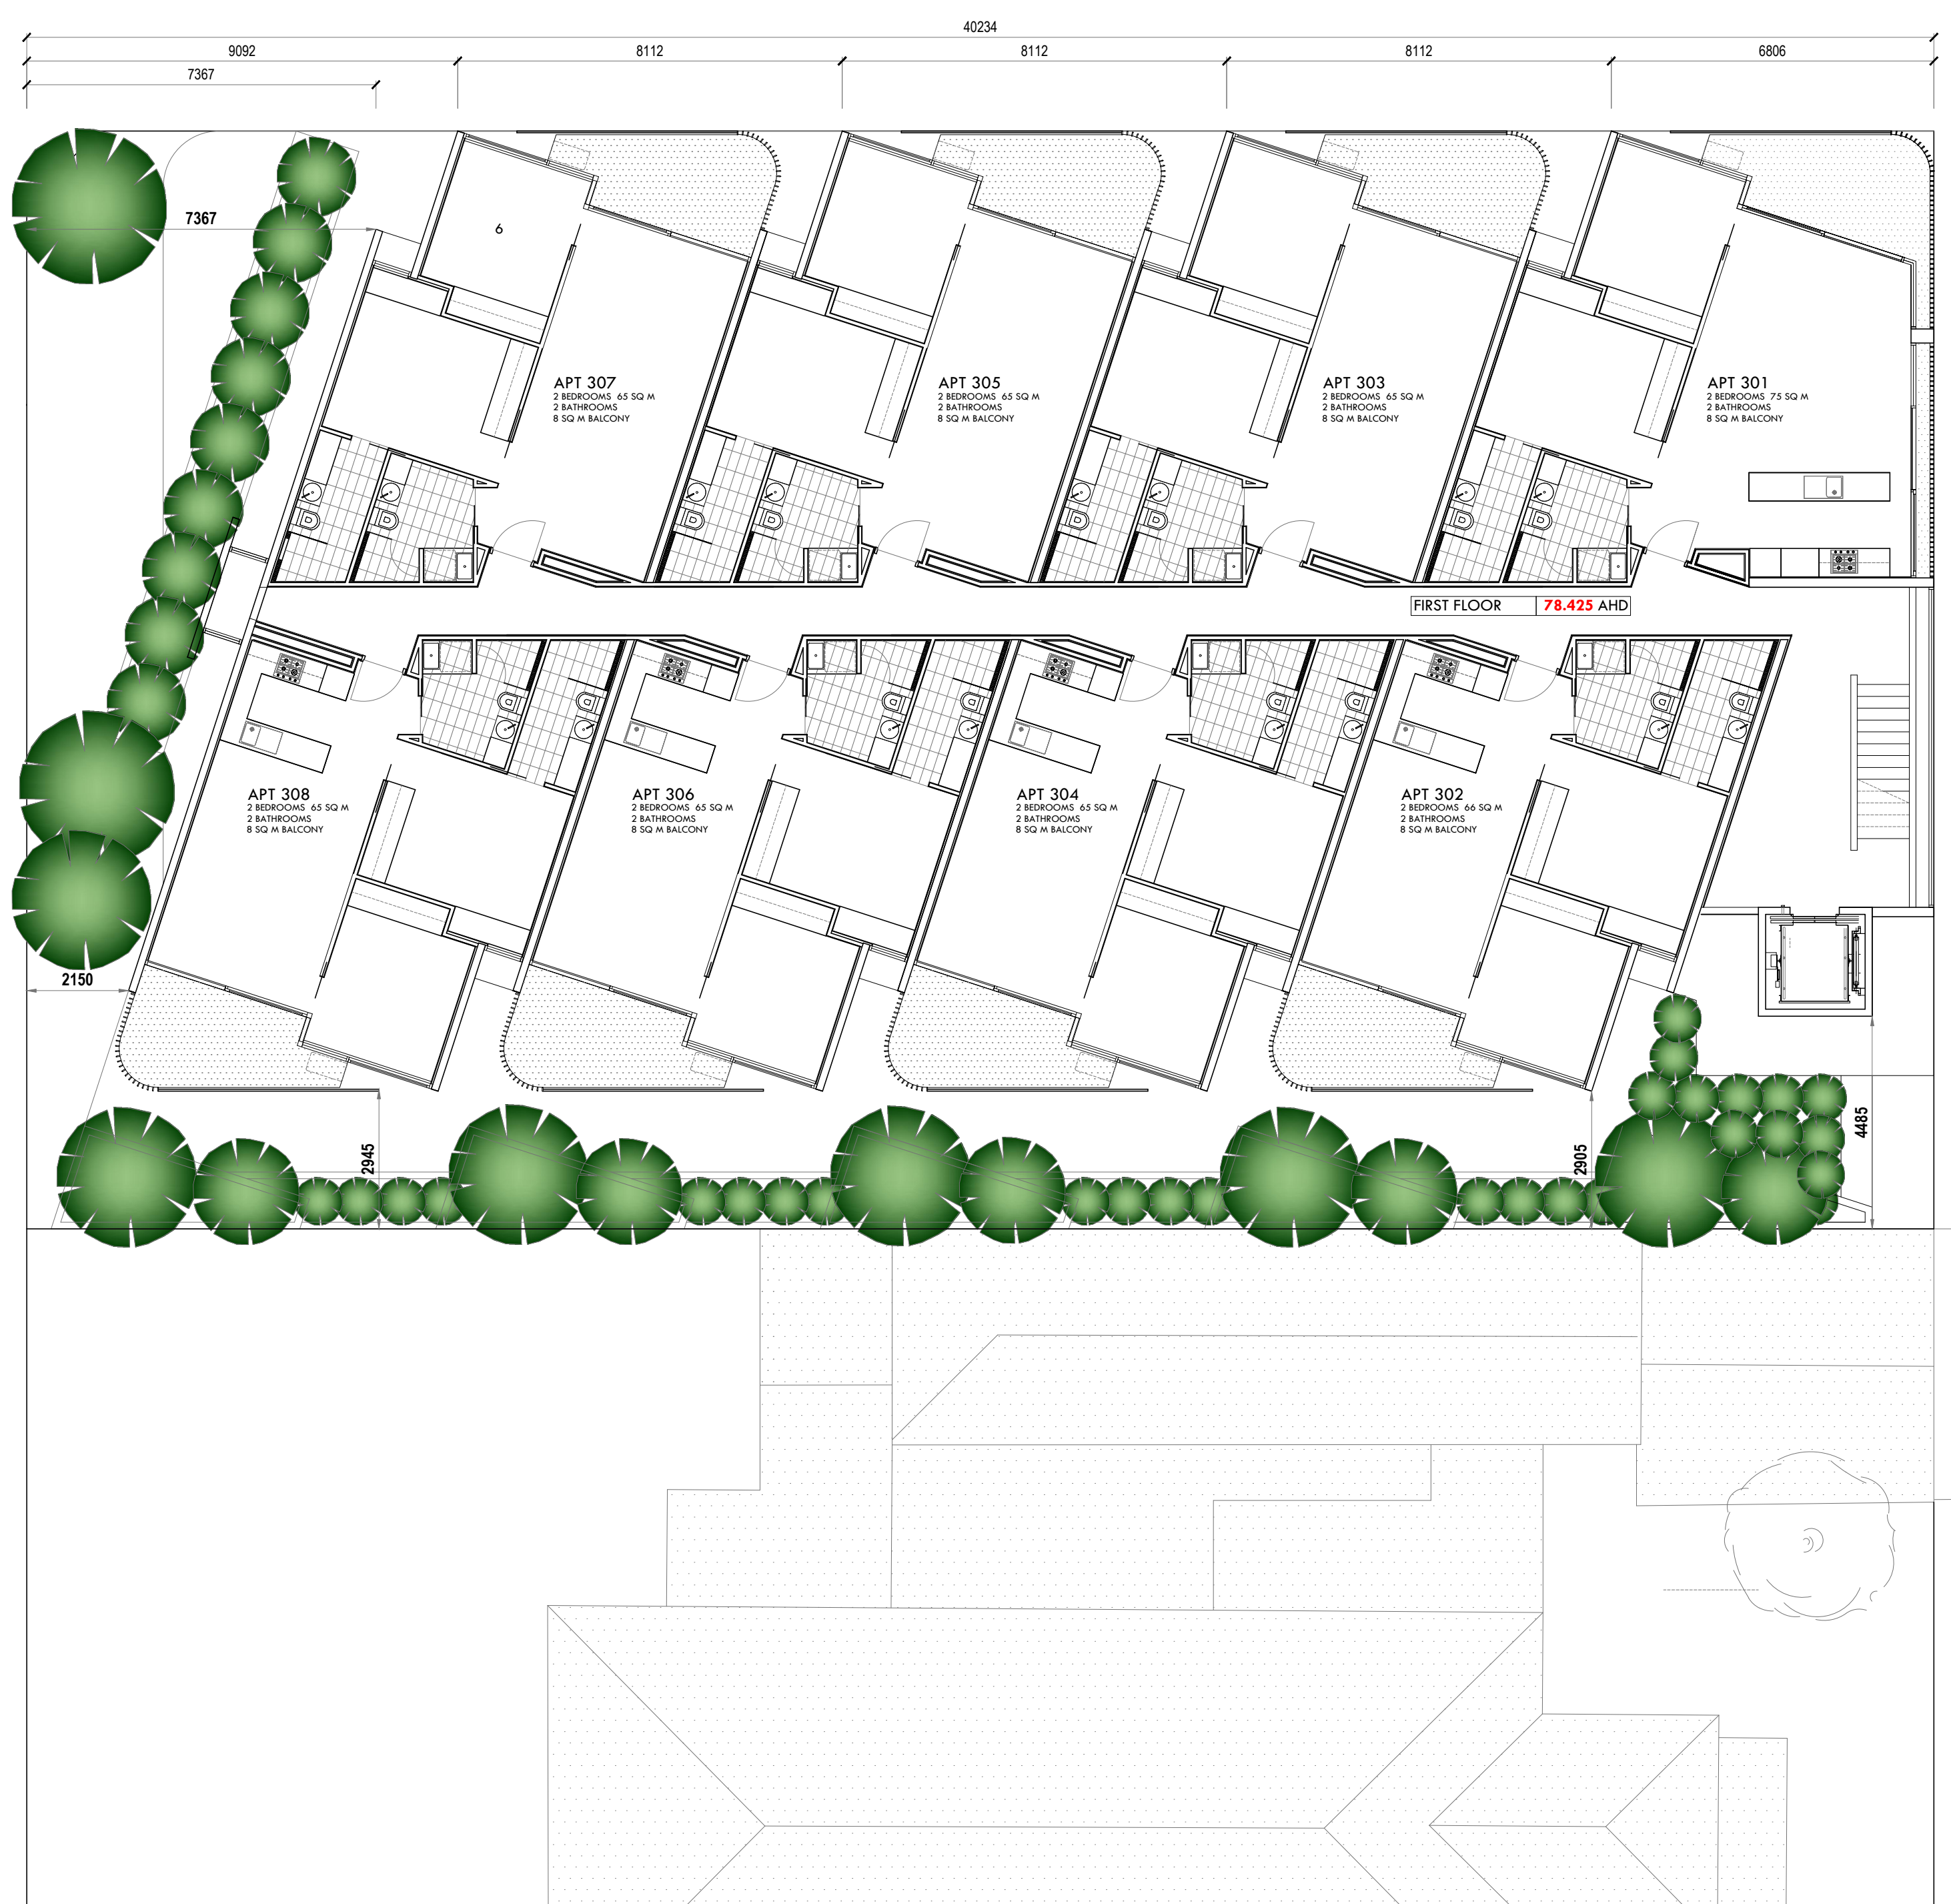 40234
9092 8112 8112 8112 6806
7367
7367
6
APT 307
2 BEDROOMS 65 SQ M
2 BATHROOMS
8 SQ M BALCONY
APT 305
2 BEDROOMS 65 SQ M
2 BATHROOMS
8 SQ M BALCONY
APT 303
2 BEDROOMS 65 SQ M
2 BATHROOMS
8 SQ M BALCONY
APT 301
2 BEDROOMS 75 SQ M
2 BATHROOMS
8 SQ M BALCONY
FIRST FLOOR 78.425 AHD
APT 308
2 BEDROOMS 65 SQ M
2 BATHROOMS
8 SQ M BALCONY
APT 306
2 BEDROOMS 65 SQ M
2 BATHROOMS
8 SQ M BALCONY
APT 304
2 BEDROOMS 65 SQ M
2 BATHROOMS
8 SQ M BALCONY
APT 302
2 BEDROOMS 66 SQ M
2 BATHROOMS
8 SQ M BALCONY
2150
2945
2905
4485